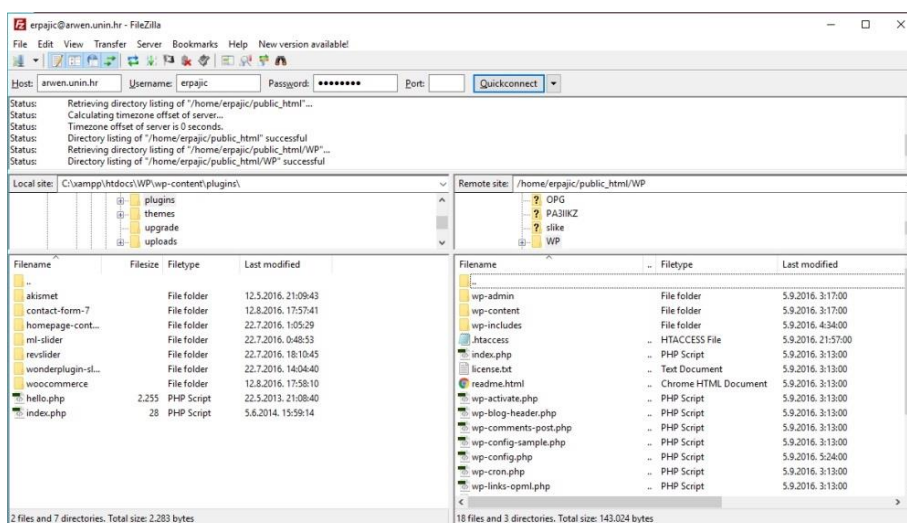 erpajic@arwen.unin.hr - FileZilla
File Edit View Transfer Server Bookmarks Help New version available!
Host: arwen.unin.hr Username: erpajic Password: ●●●●●●●● Port: Quickconnect
Status: Retrieving directory listing of "/home/erpajic/public_html"...
Status: Calculating timezone offset of server...
Status: Timezone offset of server is 0 seconds.
Status: Directory listing of "/home/erpajic/public_html" successful
Status: Retrieving directory listing of "/home/erpajic/public_html/WP"...
Status: Directory listing of "/home/erpajic/public_html/WP" successful
Local site: C:\xampp\htdocs\WP\wp-content\plugins\
plugins
themes
upgrade
uploads
Filename Filesize Filetype Last modified
..
akismet File folder 12.5.2016. 21:09:43
contact-form-7 File folder 12.8.2016. 17:57:41
homepage-cont... File folder 22.7.2016. 1:05:29
ml-slider File folder 22.7.2016. 0:48:53
revslider File folder 22.7.2016. 18:10:45
wonderplugin-sl... File folder 22.7.2016. 14:04:40
woocommerce File folder 12.8.2016. 17:58:10
hello.php 2.255 PHP Script 22.5.2013. 21:08:40
index.php 28 PHP Script 5.6.2014. 15:59:14
2 files and 7 directories. Total size: 2.283 bytes
Remote site: /home/erpajic/public_html/WP
? OPG
? PA3IIKZ
? slike
WP
Filename .. Filetype Last modified
..
wp-admin File folder 5.9.2016. 3:17:00
wp-content File folder 5.9.2016. 3:17:00
wp-includes File folder 5.9.2016. 4:34:00
.htaccess .. HTACCESS File 5.9.2016. 21:57:00
index.php .. PHP Script 5.9.2016. 3:13:00
license.txt .. Text Document 5.9.2016. 3:13:00
readme.html .. Chrome HTML Document 5.9.2016. 3:13:00
wp-activate.php .. PHP Script 5.9.2016. 3:13:00
wp-blog-header.php .. PHP Script 5.9.2016. 3:13:00
wp-comments-post.php .. PHP Script 5.9.2016. 3:13:00
wp-config-sample.php .. PHP Script 5.9.2016. 3:13:00
wp-config.php .. PHP Script 5.9.2016. 5:24:00
wp-cron.php .. PHP Script 5.9.2016. 3:13:00
wp-links-opml.php .. PHP Script 5.9.2016. 3:13:00
18 files and 3 directories. Total size: 143.024 bytes